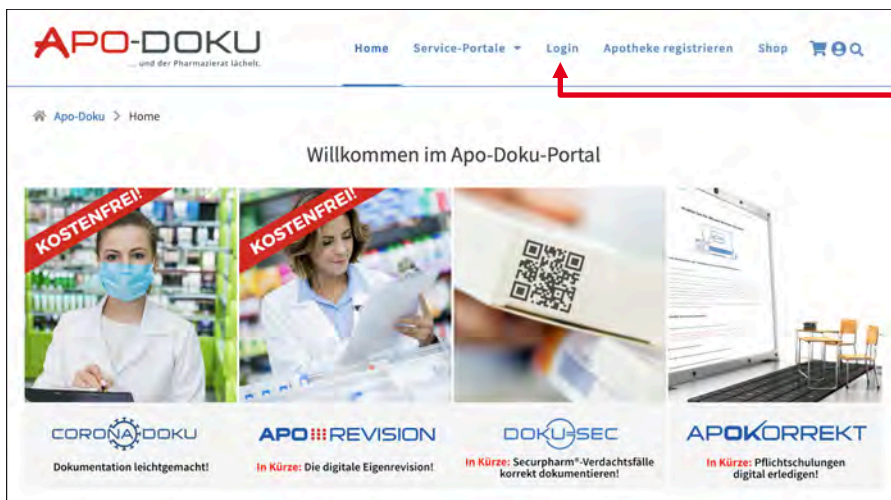 APO-DOKU
... und der Pharmazierat lächelt.
Home Service-Portale Login Apotheke registrieren Shop
Apo-Doku > Home
Willkommen im Apo-Doku-Portal
KOSTENFREI!
KOSTENFREI!
CORONA-DOKU
Dokumentation leichtgemacht!
APO REVISION
In Kürze: Die digitale Eigenrevision!
DOKU-SEC
In Kürze: Securpharm®-Verdachtsfälle
korrekt dokumentieren!
APOKORREKT
In Kürze: Pflichtschulungen
digital erledigen!